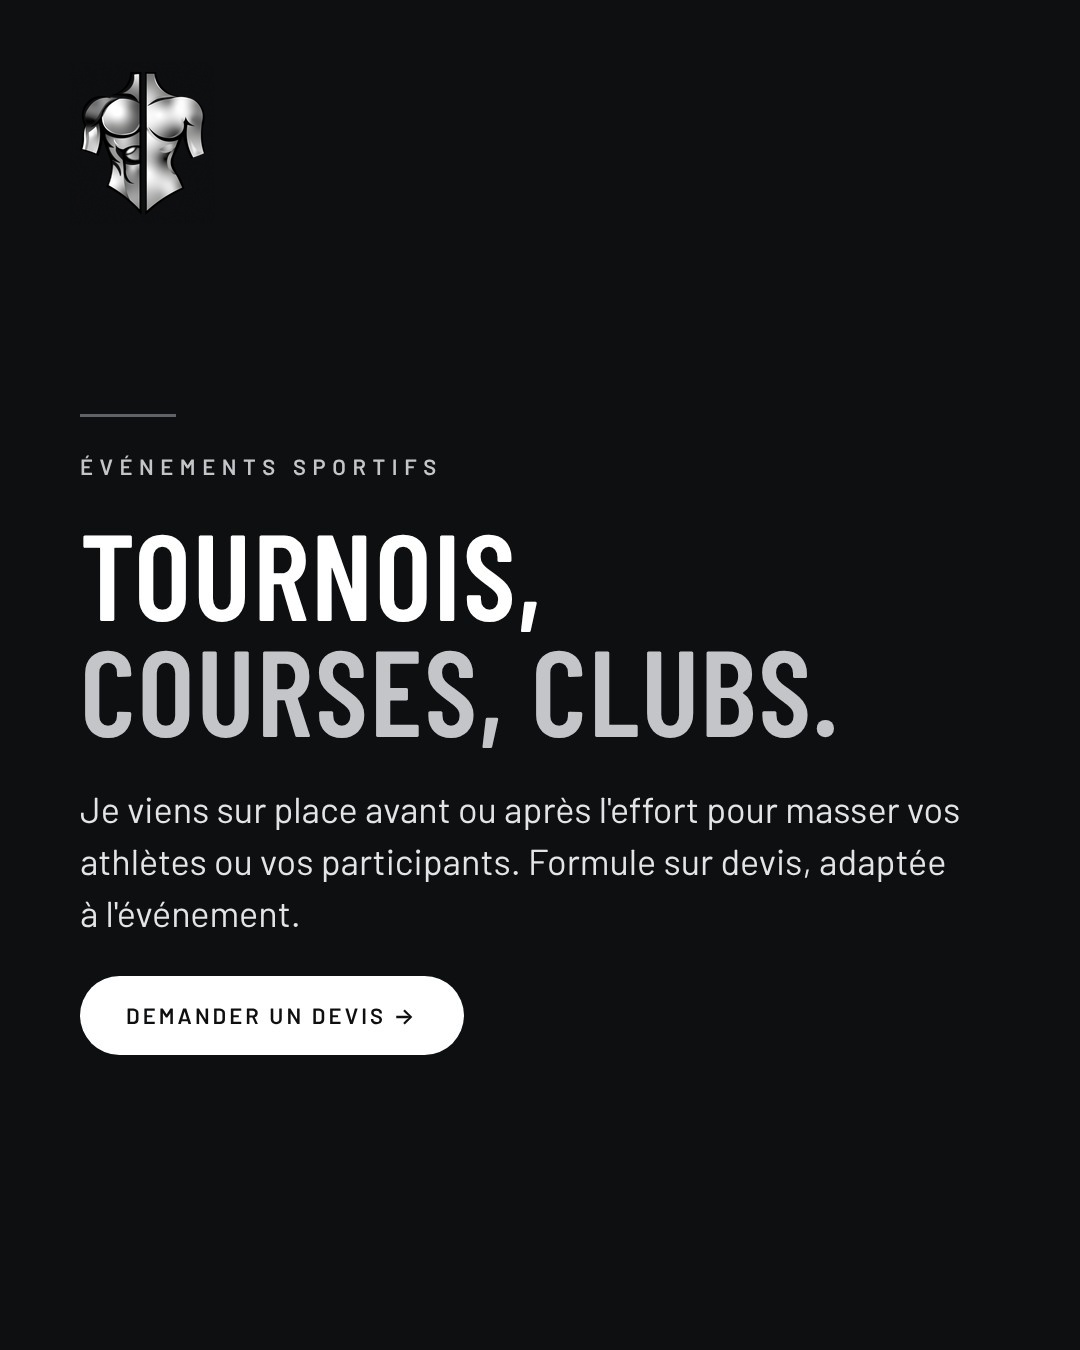 ÉVÉNEMENTS SPORTIFS
TOURNOIS,
COURSES, CLUBS.
Je viens sur place avant ou après l'effort pour masser vos
athlètes ou vos participants. Formule sur devis, adaptée
à l'événement.
DEMANDER UN DEVIS →